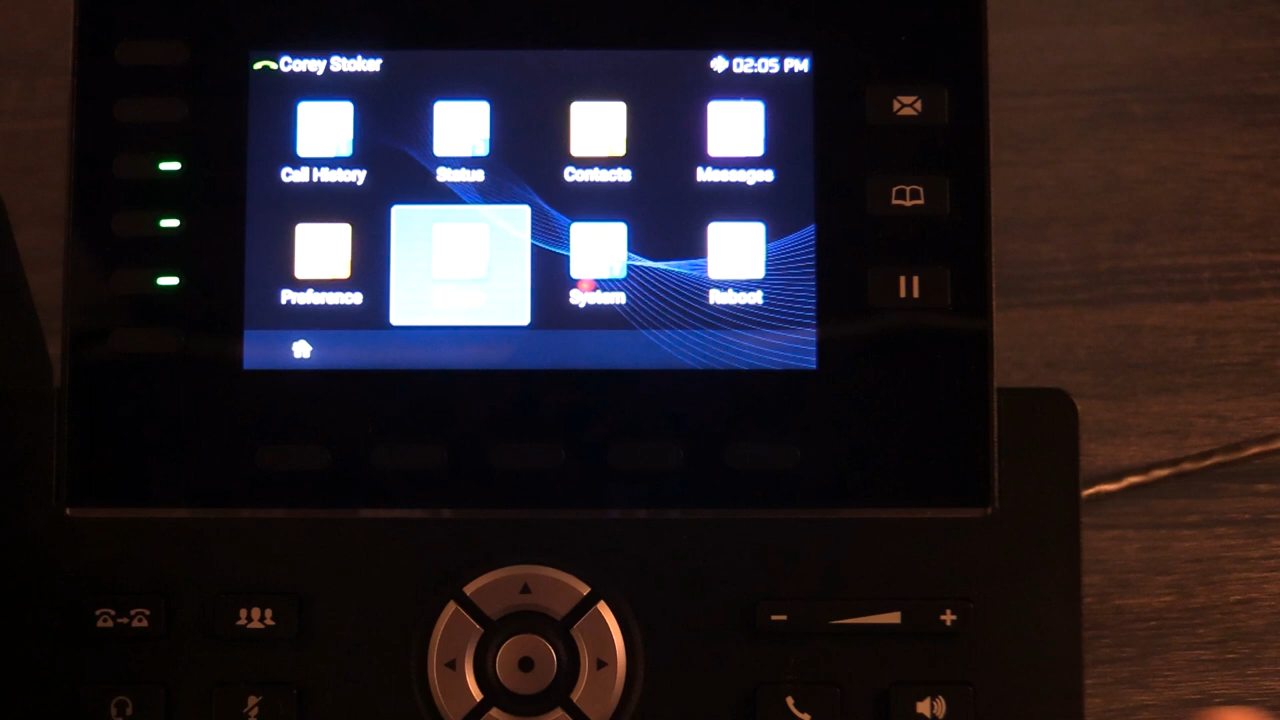 Corey Stoker 02:05 PM
Call History Status Contacts Messages
Preference System Reboot